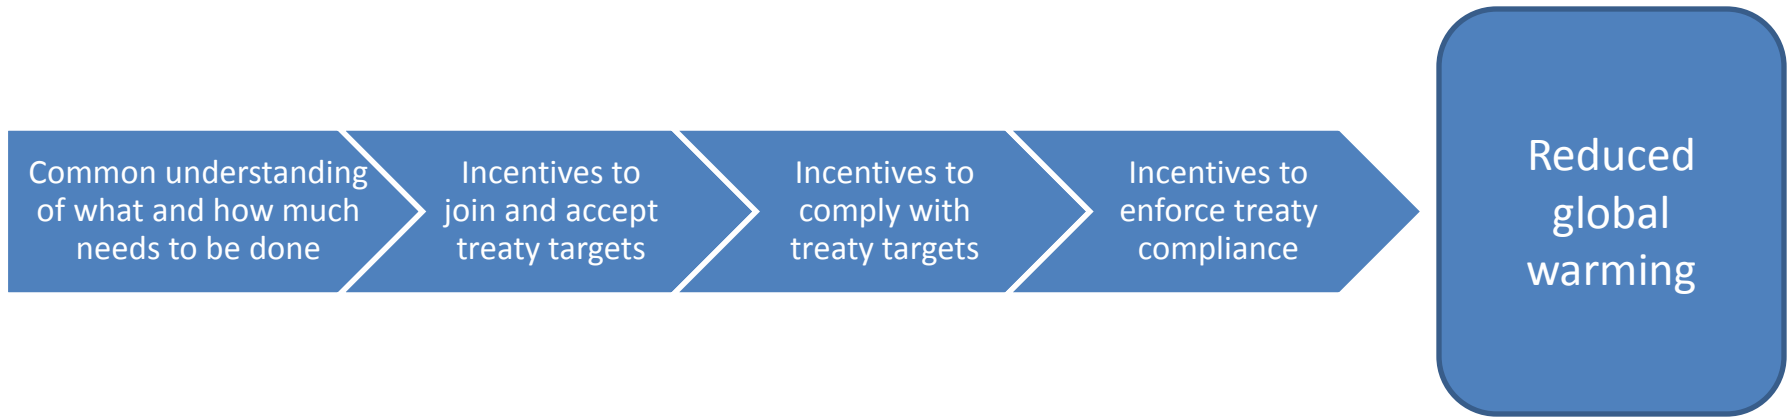 Common understanding
of what and how much
needs to be done
Incentives to
join and accept
treaty targets
Incentives to
comply with
treaty targets
Incentives to
enforce treaty
compliance
Reduced
global
warming